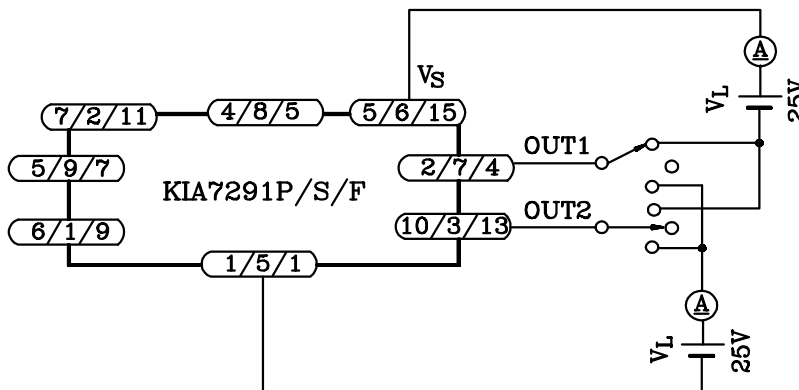 A
VS
VL
25V
7/2/11
4/8/5
5/6/15
OUT1
5/9/7
2/7/4
KIA7291P/S/F
OUT2
6/1/9
10/3/13
1/5/1
A
VL
25V